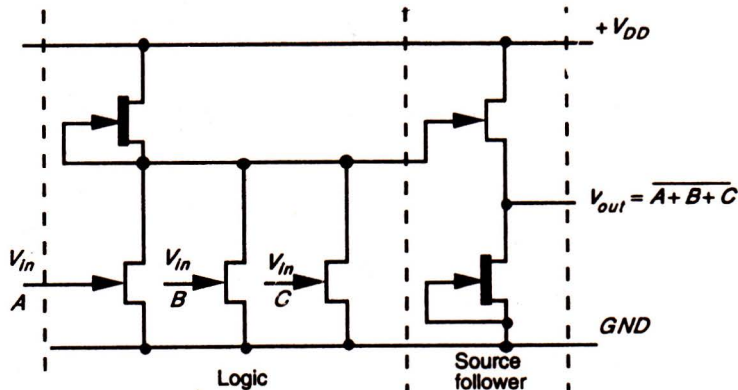 +V_DD
V_out = \overline{A+B+C}
V_in
A
V_in
B
V_in
C
GND
Logic
Source
follower